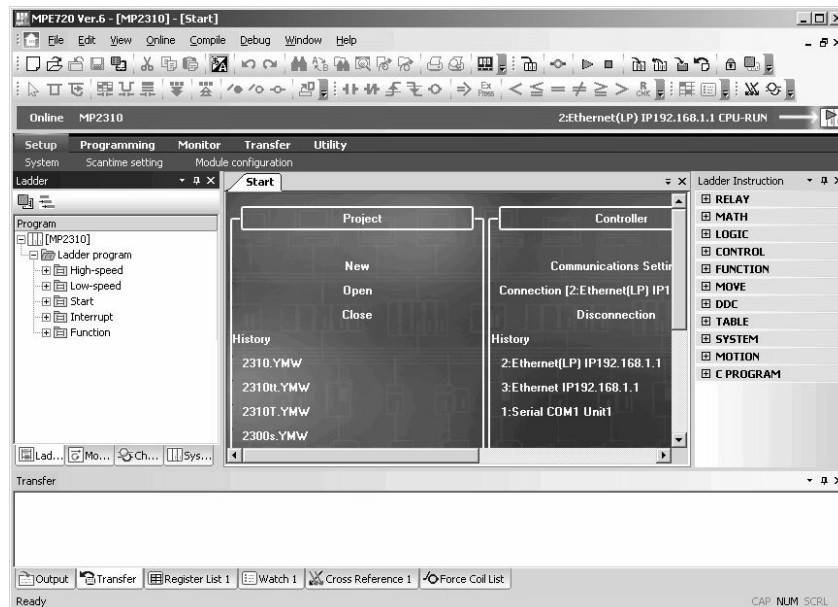 MPE720 Ver.6 - [MP2310] - [Start]
File Edit View Online Compile Debug Window Help
Online MP2310 2:Ethernet(LP) IP192.168.1.1 CPU-RUN
Setup Programming Monitor Transfer Utility
System Scantime setting Module configuration
Ladder
Program
[MP2310]
Ladder program
High-speed
Low-speed
Start
Interrupt
Function
Lad... Mo... Ch... Sys...
Start
Project
New
Open
Close
History
2310.YMW
2310tt.YMW
2310T.YMW
2300s.YMW
Controller
Communications Settin
Connection [2:Ethernet(LP) IP1
Disconnection
History
2:Ethernet(LP) IP192.168.1.1
3:Ethernet IP192.168.1.1
1:Serial COM1 Unit1
Ladder Instruction
RELAY
MATH
LOGIC
CONTROL
FUNCTION
MOVE
DDC
TABLE
SYSTEM
MOTION
C PROGRAM
Transfer
Output Transfer Register List 1 Watch 1 Cross Reference 1 Force Coil List
Ready CAP NUM SCRL